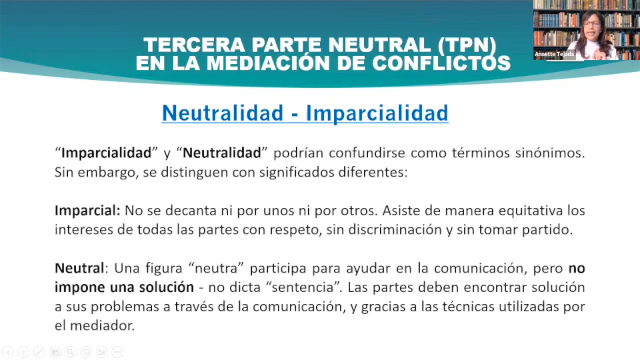 TERCERA PARTE NEUTRAL (TPN)
EN LA MEDIACIÓN DE CONFLICTOS
Annette Tejada
Neutralidad - Imparcialidad
“Imparcialidad” y “Neutralidad” podrían confundirse como términos sinónimos.
Sin embargo, se distinguen con significados diferentes:
Imparcial: No se decanta ni por unos ni por otros. Asiste de manera equitativa los
intereses de todas las partes con respeto, sin discriminación y sin tomar partido.
Neutral: Una figura “neutra” participa para ayudar en la comunicación, pero no
impone una solución - no dicta “sentencia”. Las partes deben encontrar solución
a sus problemas a través de la comunicación, y gracias a las técnicas utilizadas por
el mediador.